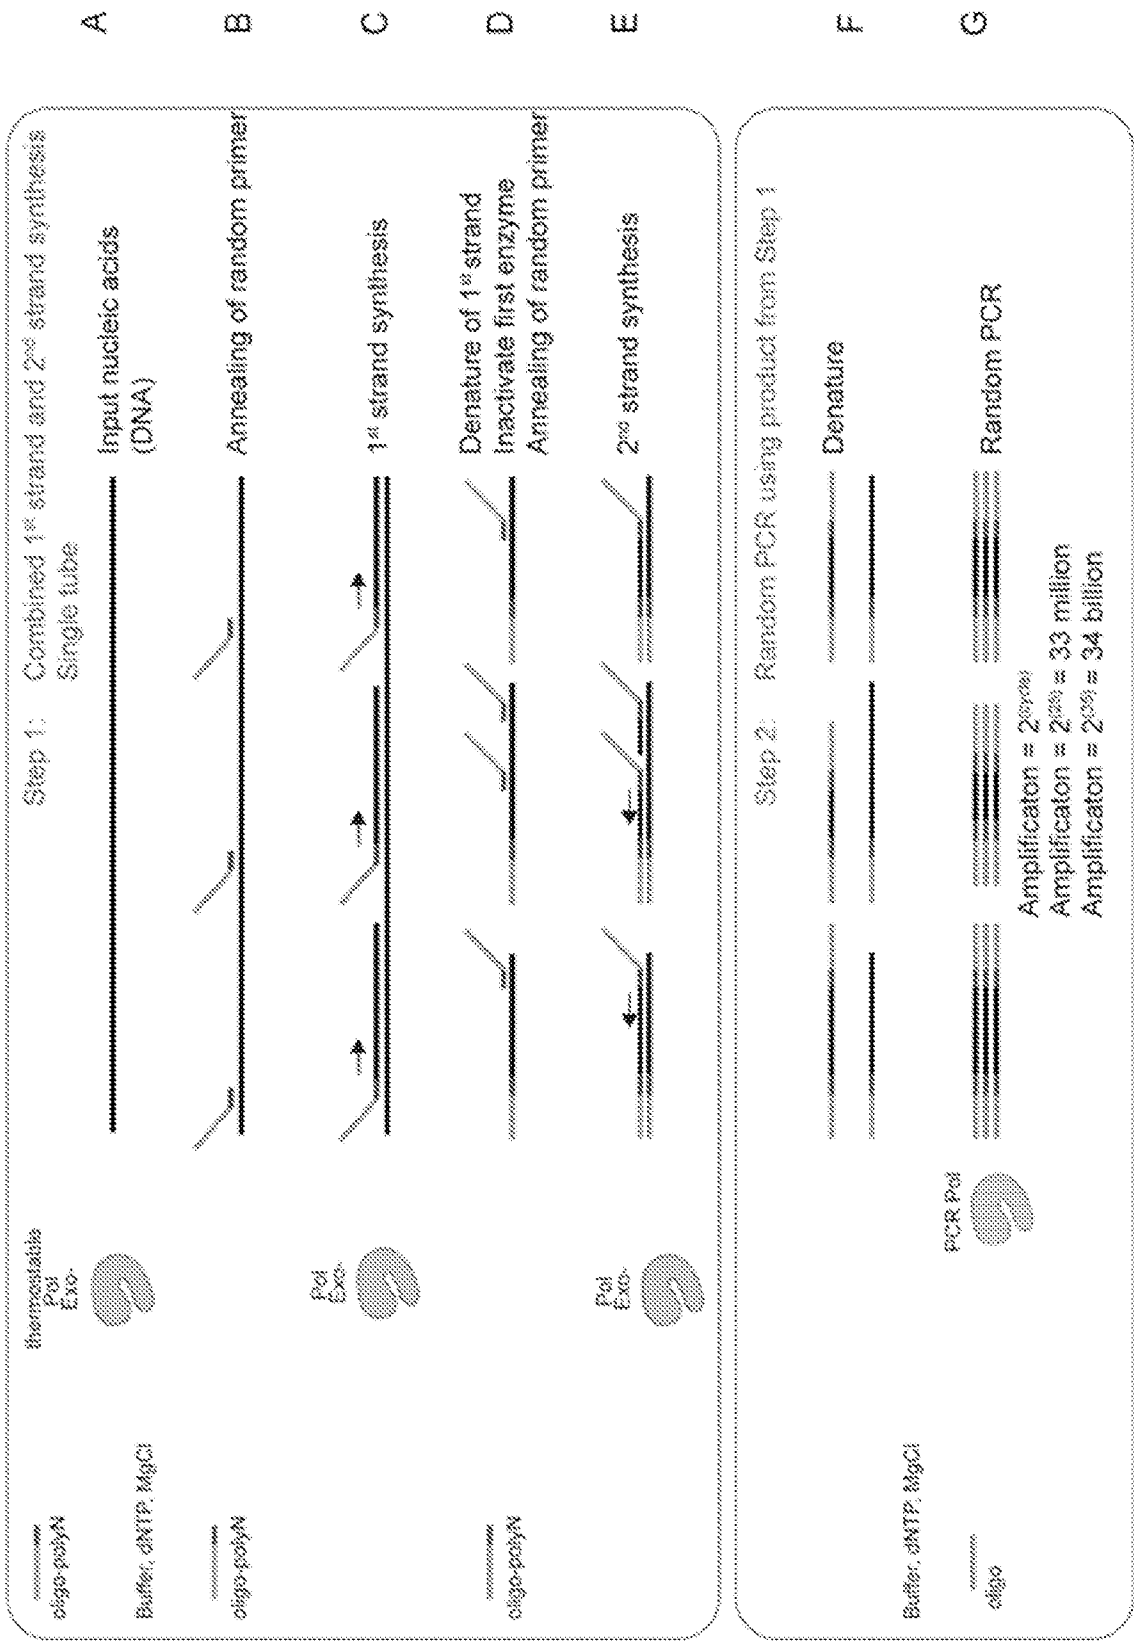 Step 1: Combined 1st strand and 2nd strand synthesis
Single tube
oligo-polyN
Buffer, dNTP, MgCl
thermostable
Pol
Exo-
Input nucleic acids
(DNA)
A
oligo-polyN
Annealing of random primer
B
Pol
Exo-
1st strand synthesis
C
oligo-polyN
Denature of 1st strand
Inactivate first enzyme
Annealing of random primer
D
Pol
Exo-
2nd strand synthesis
E
Step 2: Random PCR using product from Step 1
Buffer, dNTP, MgCl
Denature
F
oligo
PCR Pol
Random PCR
G
Amplificaton = 2(cycle)
Amplificaton = 2(25) = 33 million
Amplificaton = 2(35) = 34 billion